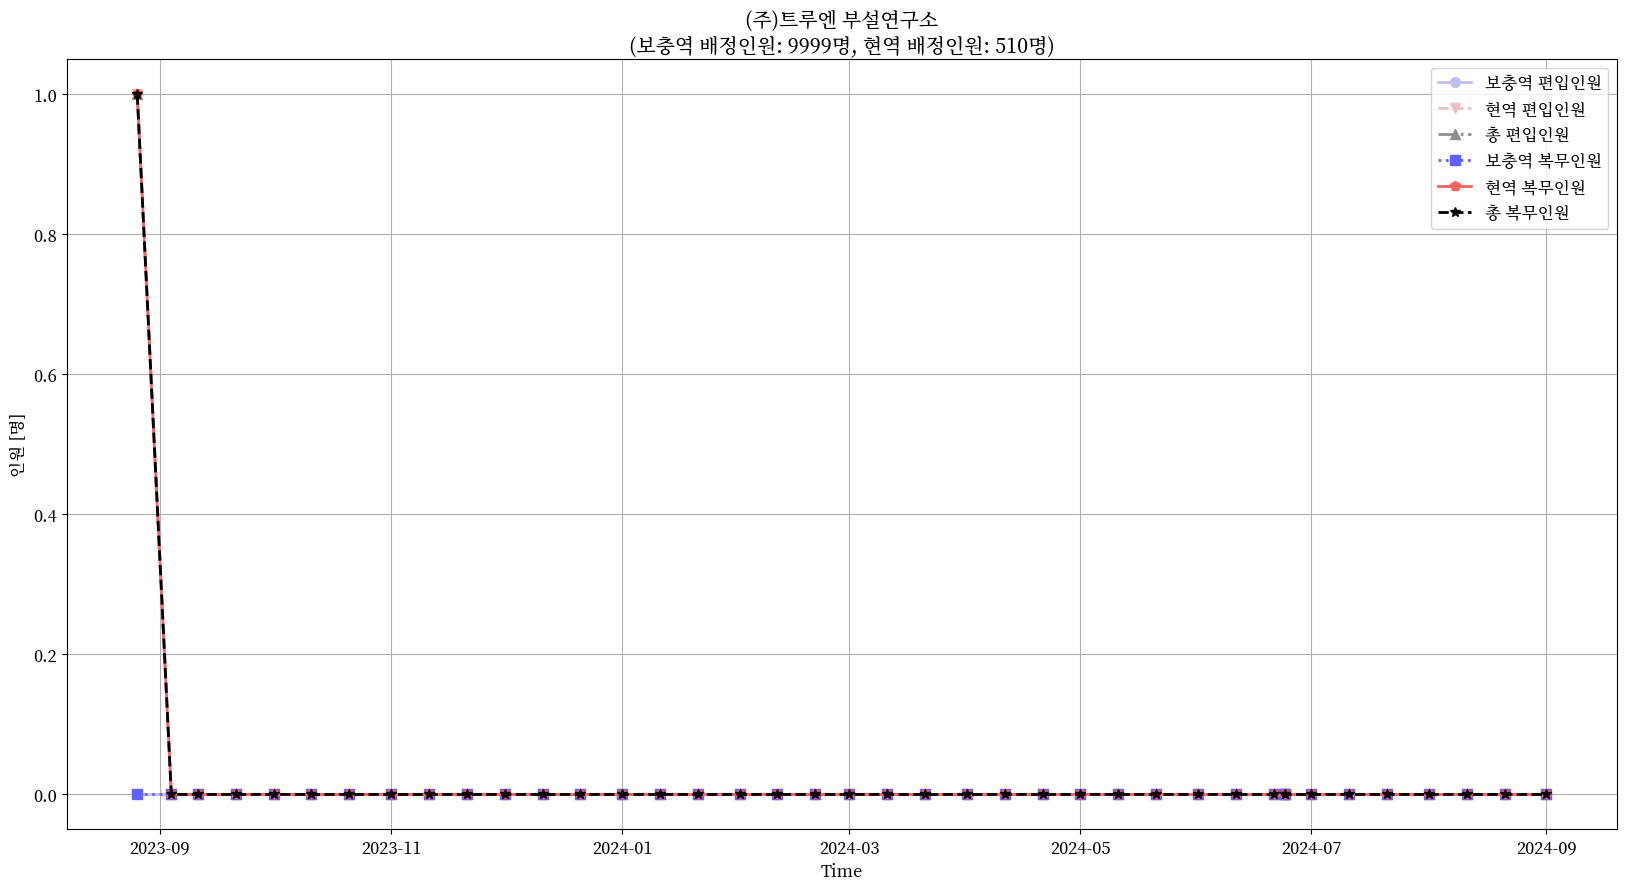 (주)트루엔 부설연구소
(보충역 배정인원: 9999명, 현역 배정인원: 510명)
보충역 편입인원
현역 편입인원
총 편입인원
보충역 복무인원
현역 복무인원
총 복무인원
인원 [명]
1.0
0.8
0.6
0.4
0.2
0.0
2023-09 2023-11 2024-01 2024-03 2024-05 2024-07 2024-09
Time